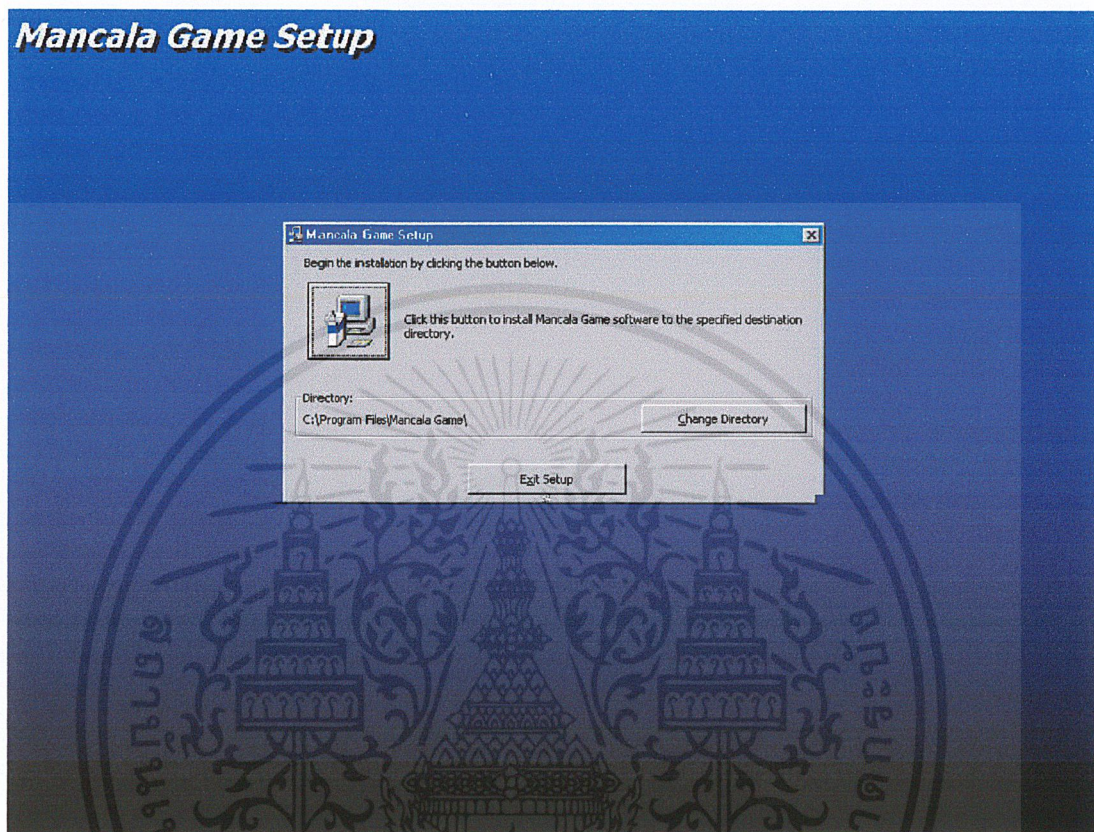 Mancala Game Setup
Mancala Game Setup
Begin the installation by clicking the button below.
Click this button to install Mancala Game software to the specified destination
directory.
Directory:
C:\Program Files\Mancala Game\
Change Directory
Exit Setup